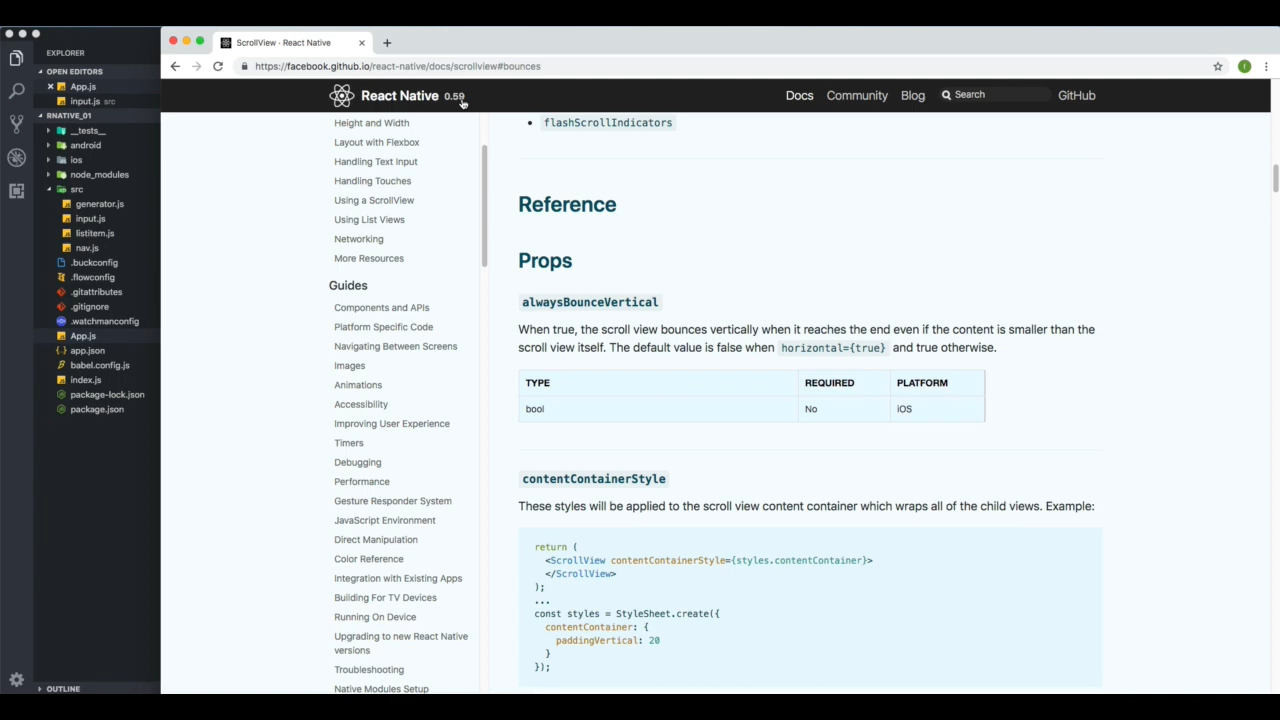 EXPLORER
OPEN EDITORS
App.js
input.js src
RNATIVE_01
__tests__
android
ios
node_modules
src
generator.js
input.js
listitem.js
nav.js
.buckconfig
.flowconfig
.gitattributes
.gitignore
.watchmanconfig
App.js
app.json
babel.config.js
index.js
package-lock.json
package.json
OUTLINE
ScrollView · React Native
https://facebook.github.io/react-native/docs/scrollview#bounces
f
React Native 0.59
Docs Community Blog Search GitHub
Height and Width
Layout with Flexbox
Handling Text Input
Handling Touches
Using a ScrollView
Using List Views
Networking
More Resources
Guides
Components and APIs
Platform Specific Code
Navigating Between Screens
Images
Animations
Accessibility
Improving User Experience
Timers
Debugging
Performance
Gesture Responder System
JavaScript Environment
Direct Manipulation
Color Reference
Integration with Existing Apps
Building For TV Devices
Running On Device
Upgrading to new React Native
versions
Troubleshooting
Native Modules Setup
• flashScrollIndicators
Reference
Props
alwaysBounceVertical
When true, the scroll view bounces vertically when it reaches the end even if the content is smaller than the
scroll view itself. The default value is false when horizontal={true} and true otherwise.
TYPE REQUIRED PLATFORM
bool No iOS
contentContainerStyle
These styles will be applied to the scroll view content container which wraps all of the child views. Example:
return (
<ScrollView contentContainerStyle={styles.contentContainer}>
</ScrollView>
);
...
const styles = StyleSheet.create({
contentContainer: {
paddingVertical: 20
}
});